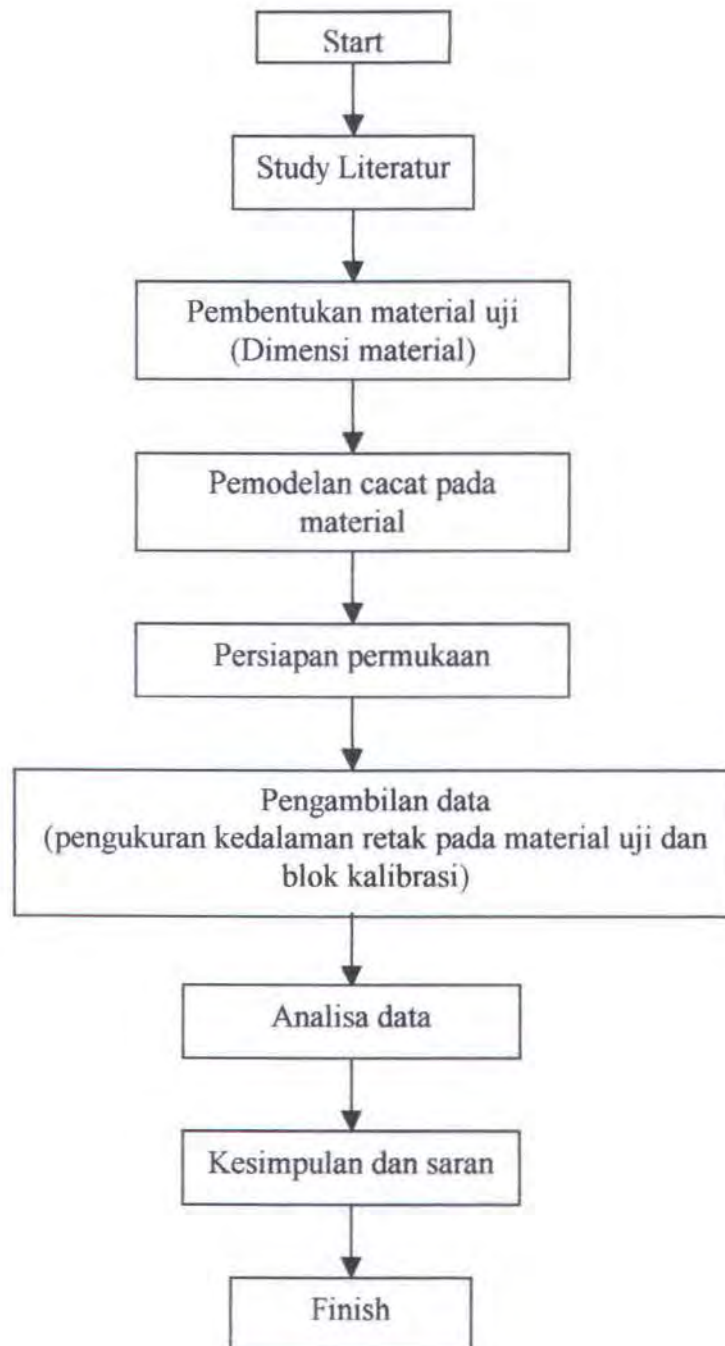 Start
Study Literatur
Pembentukan material uji
(Dimensi material)
Pemodelan cacat pada
material
Persiapan permukaan
Pengambilan data
(pengukuran kedalaman retak pada material uji dan
blok kalibrasi)
Analisa data
Kesimpulan dan saran
Finish